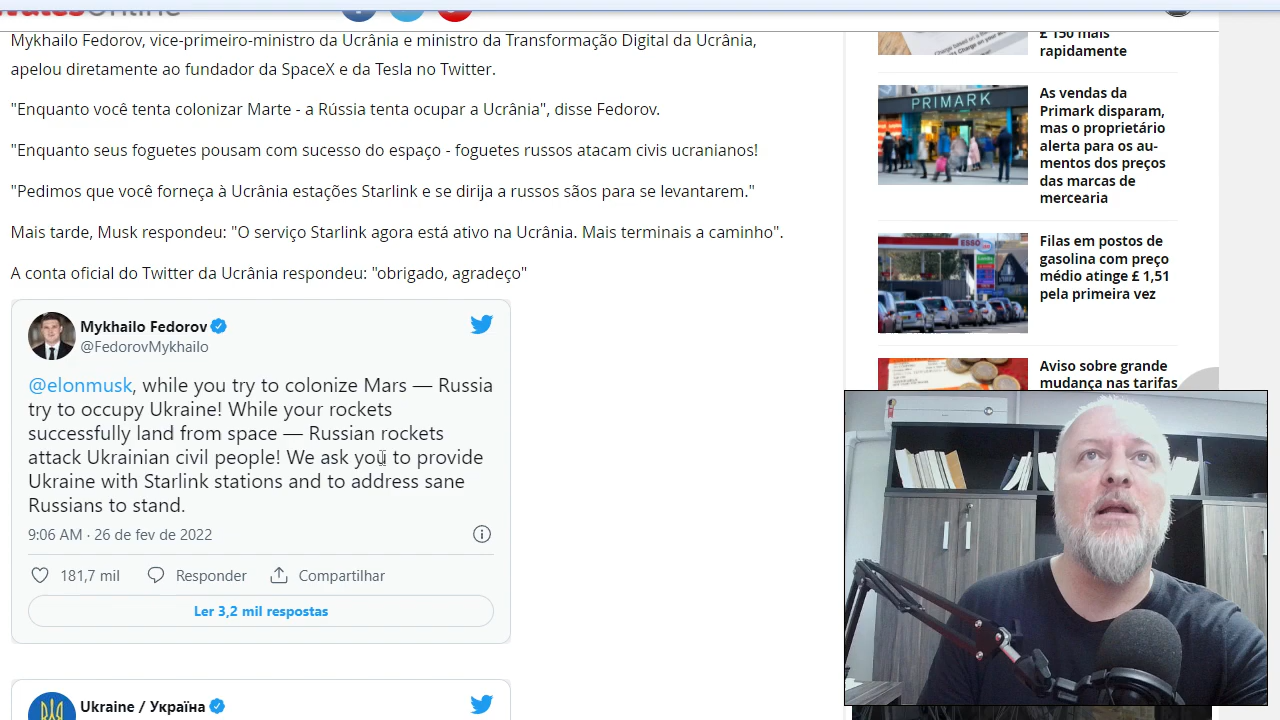 Mykhailo Fedorov, vice-primeiro-ministro da Ucrânia e ministro da Transformação Digital da Ucrânia,
apelou diretamente ao fundador da SpaceX e da Tesla no Twitter.
"Enquanto você tenta colonizar Marte - a Rússia tenta ocupar a Ucrânia", disse Fedorov.
"Enquanto seus foguetes pousam com sucesso do espaço - foguetes russos atacam civis ucranianos!
"Pedimos que você forneça à Ucrânia estações Starlink e se dirija a russos sãos para se levantarem."
Mais tarde, Musk respondeu: "O serviço Starlink agora está ativo na Ucrânia. Mais terminais a caminho".
A conta oficial do Twitter da Ucrânia respondeu: "obrigado, agradeço"
Mykhailo Fedorov
@FedorovMykhailo
@elonmusk, while you try to colonize Mars — Russia
try to occupy Ukraine! While your rockets
successfully land from space — Russian rockets
attack Ukrainian civil people! We ask you to provide
Ukraine with Starlink stations and to address sane
Russians to stand.
9:06 AM · 26 de fev de 2022
181,7 mil
Responder
Compartilhar
Ler 3,2 mil respostas
Ukraine / Україна
£ 150 mais
rapidamente
PRIMARK
As vendas da
Primark disparam,
mas o proprietário
alerta para os au-
mentos dos preços
das marcas de
mercearia
ESSO
Filas em postos de
gasolina com preço
médio atinge £ 1,51
pela primeira vez
Aviso sobre grande
mudança nas tarifas